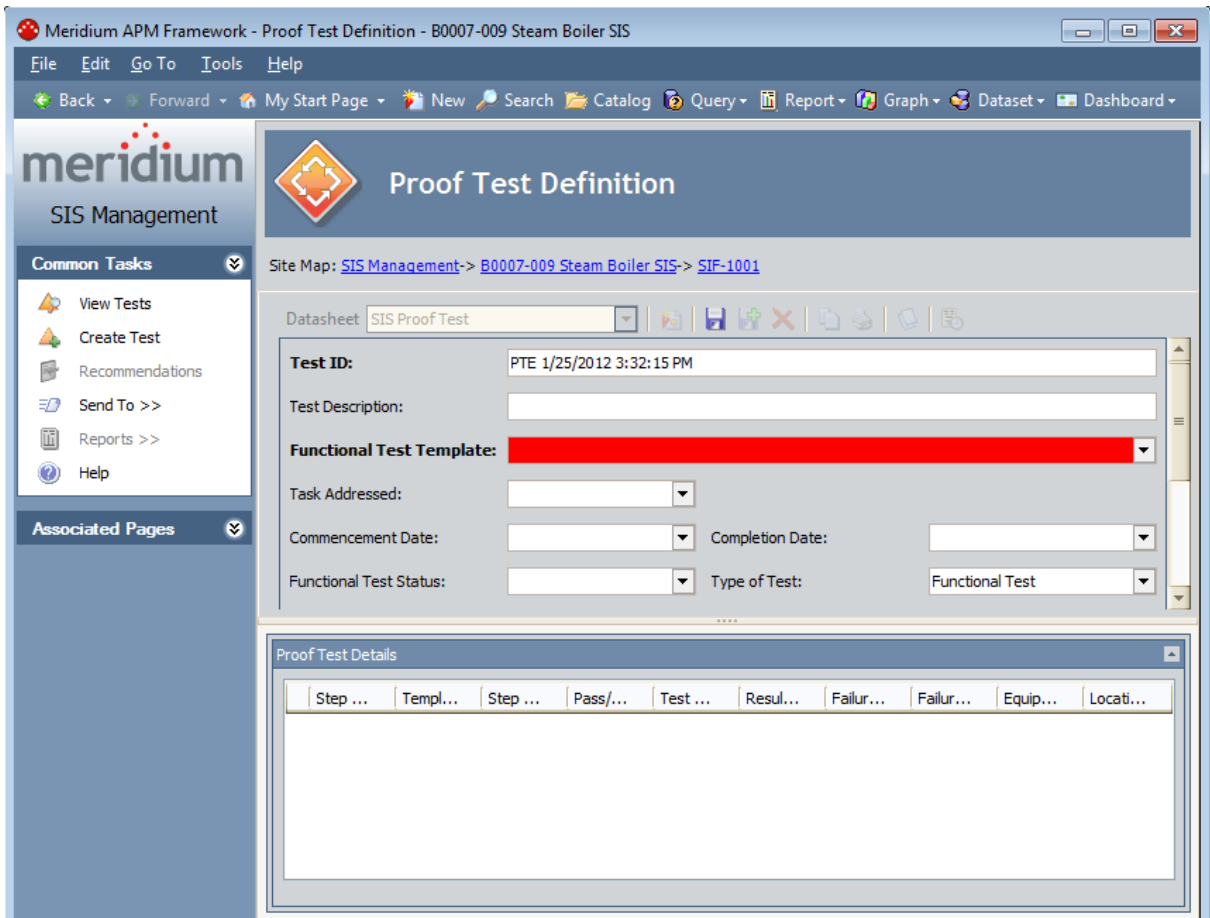 Meridium APM Framework - Proof Test Definition - B0007-009 Steam Boiler SIS
File Edit Go To Tools Help
Back Forward My Start Page New Search Catalog Query Report Graph Dataset Dashboard
meridium
SIS Management
Proof Test Definition
Common Tasks
View Tests
Create Test
Recommendations
Send To >>
Reports >>
Help
Associated Pages
Site Map: SIS Management-> B0007-009 Steam Boiler SIS-> SIF-1001
Datasheet SIS Proof Test
Test ID: PTE 1/25/2012 3:32:15 PM
Test Description:
Functional Test Template:
Task Addressed:
Commencement Date: Completion Date:
Functional Test Status: Type of Test: Functional Test
Proof Test Details
Step ... Templ... Step ... Pass/... Test ... Resul... Failur... Failur... Equip... Locati...